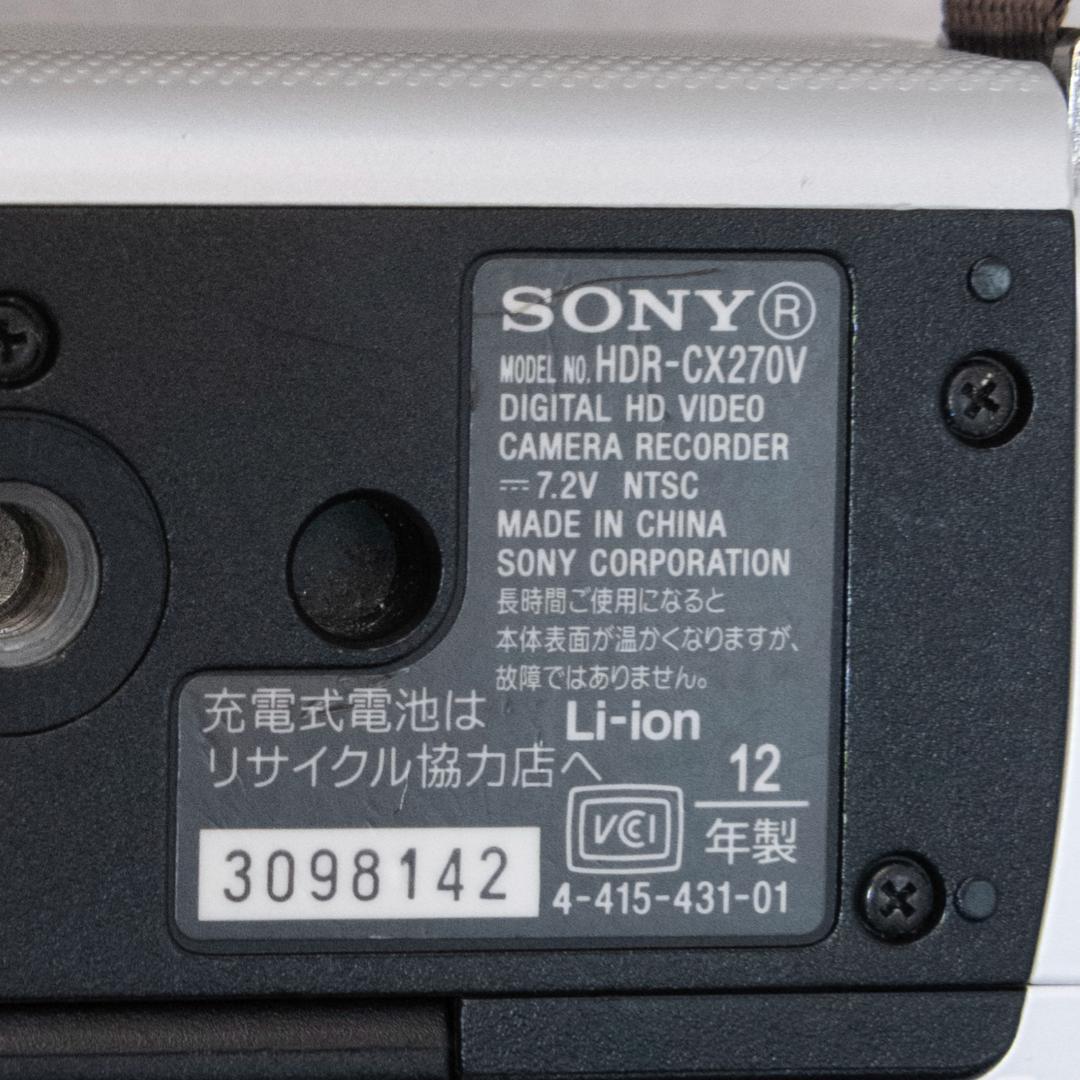 SONY®
MODEL NO. HDR-CX270V
DIGITAL HD VIDEO
CAMERA RECORDER
⎓ 7.2V NTSC
MADE IN CHINA
SONY CORPORATION
長時間ご使用になると
本体表面が温かくなりますが、
故障ではありません。
充電式電池は
リサイクル協力店へ
Li-ion
12
年製
VCCI
3098142
4-415-431-01